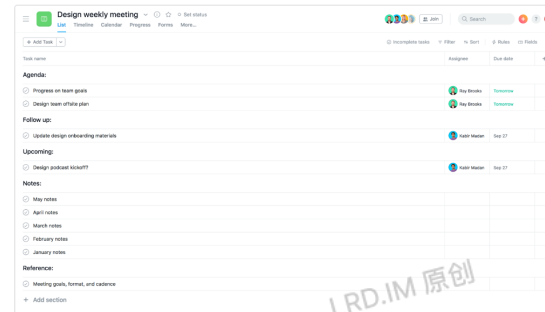 Design weekly meeting
Set status
List Timeline Calendar Progress Forms More...
Join
Search
?
+ Add Task
Incomplete tasks Filter Sort Rules Fields
Task name Assignee Due date
Agenda:
Progress on team goals Ray Brooks Tomorrow
Design team offsite plan Ray Brooks Tomorrow
Follow up:
Update design onboarding materials Kabir Madan Sep 27
Upcoming:
Design podcast kickoff? Kabir Madan Sep 27
Notes:
May notes
April notes
March notes
February notes
January notes
Reference:
Meeting goals, format, and cadence
+ Add section
LRD.IM 原创